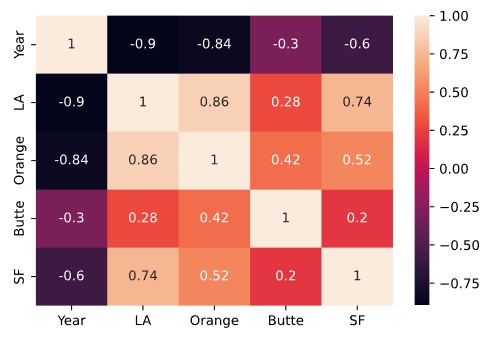 Year 1 -0.9 -0.84 -0.3 -0.6
LA -0.9 1 0.86 0.28 0.74
Orange -0.84 0.86 1 0.42 0.52
Butte -0.3 0.28 0.42 1 0.2
SF -0.6 0.74 0.52 0.2 1
Year LA Orange Butte SF
1.00
0.75
0.50
0.25
0.00
−0.25
−0.50
−0.75